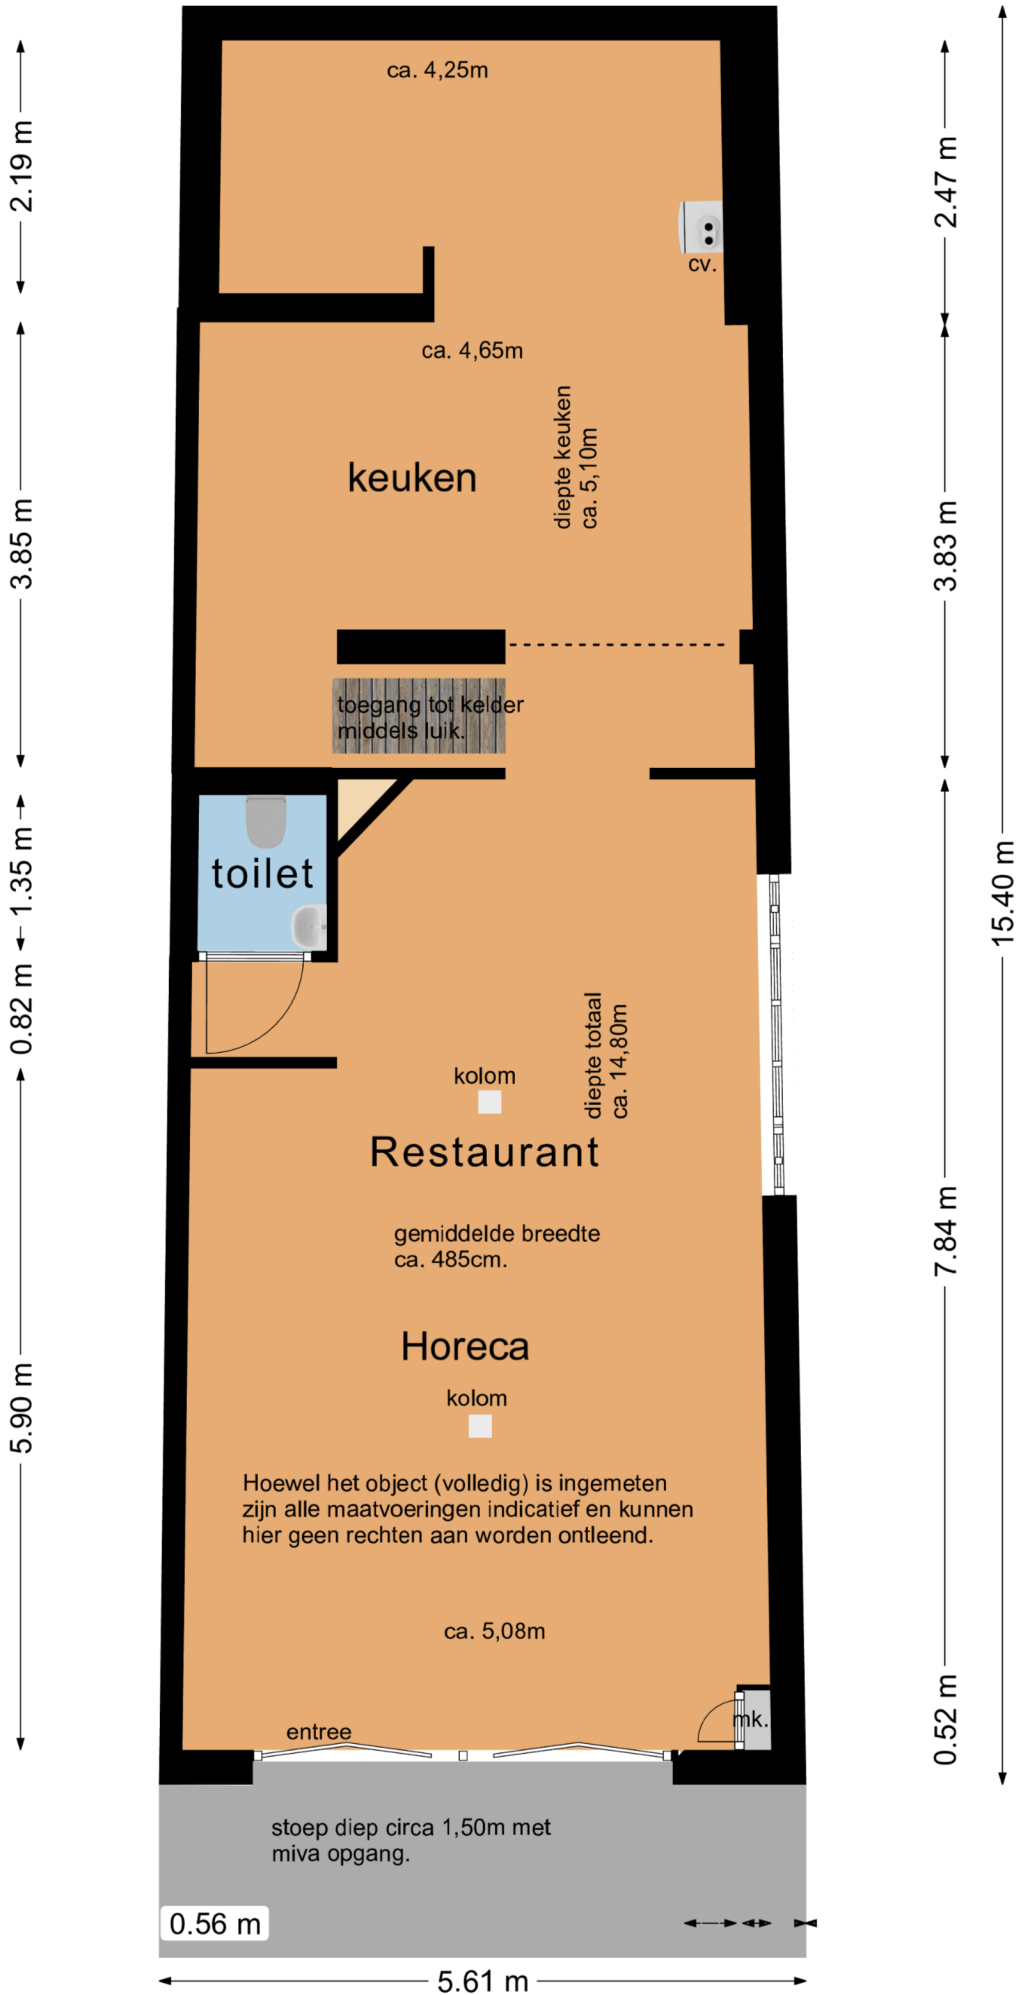 ca. 4,25m
2.19 m
2.47 m
cv.
ca. 4,65m
diepte keuken
ca. 5,10m
keuken
3.85 m
3.83 m
toegang tot kelder
middels luik.
toilet
1.35 m
15.40 m
0.82 m
diepte totaal
ca. 14,80m
kolom
Restaurant
7.84 m
gemiddelde breedte
ca. 485cm.
Horeca
5.90 m
kolom
Hoewel het object (volledig) is ingemeten
zijn alle maatvoeringen indicatief en kunnen
hier geen rechten aan worden ontleend.
ca. 5,08m
0.52 m
mk.
entree
stoep diep circa 1,50m met
miva opgang.
0.56 m
5.61 m